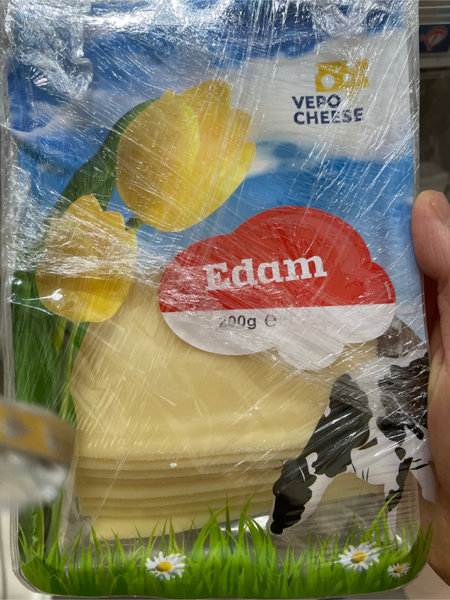 VEPO
CHEESE
Edam
200g ℮